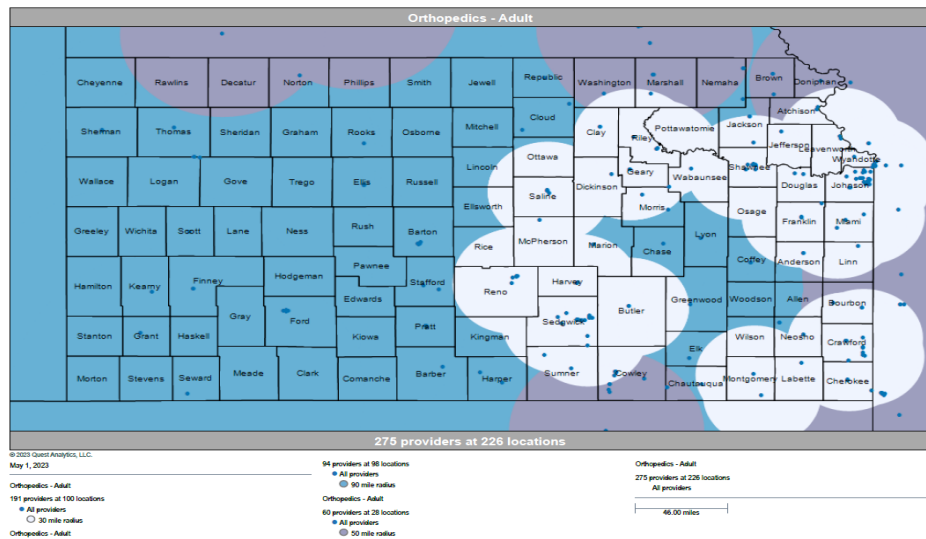 Orthopedics - Adult
Cheyenne Rawlins Decatur Norton Phillips Smith Jewell Republic Washington Marshall Nemaha Brown Doniphan
Atchison
Sherman Thomas Sheridan Graham Rooks Osborne Mitchell Cloud Clay Riley Pottawatomie Jackson Jefferson Leavenworth
Wyandotte
Wallace Logan Gove Trego Ellis Russell Lincoln Ottawa Dickinson Geary Wabaunsee Shawnee Douglas Johnson
Ellsworth Saline Morris Osage
Greeley Wichita Scott Lane Ness Rush Barton Rice McPherson Marion Chase Lyon Franklin Miami
Hamilton Kearny Finney Hodgeman Pawnee Stafford Reno Harvey Coffey Anderson Linn
Gray Ford Edwards Sedgwick Butler Greenwood Woodson Allen Bourbon
Stanton Grant Haskell Kiowa Pratt Kingman Elk Wilson Neosho Crawford
Morton Stevens Seward Meade Clark Comanche Barber Harper Sumner Cowley Chautauqua Montgomery Labette Cherokee
275 providers at 226 locations
© 2023 Quest Analytics, LLC.
May 1, 2023
Orthopedics - Adult
191 providers at 100 locations
All providers
30 mile radius
Orthopedics - Adult
94 providers at 98 locations
All providers
90 mile radius
Orthopedics - Adult
60 providers at 28 locations
All providers
50 mile radius
Orthopedics - Adult
275 providers at 226 locations
All providers
46.00 miles